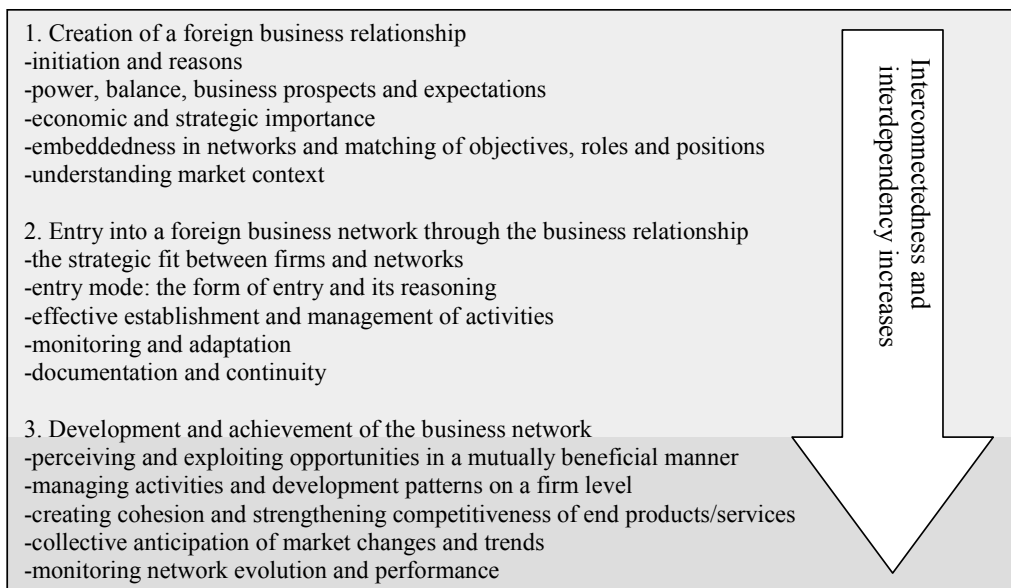 1. Creation of a foreign business relationship
-initiation and reasons
-power, balance, business prospects and expectations
-economic and strategic importance
-embeddedness in networks and matching of objectives, roles and positions
-understanding market context
2. Entry into a foreign business network through the business relationship
-the strategic fit between firms and networks
-entry mode: the form of entry and its reasoning
-effective establishment and management of activities
-monitoring and adaptation
-documentation and continuity
3. Development and achievement of the business network
-perceiving and exploiting opportunities in a mutually beneficial manner
-managing activities and development patterns on a firm level
-creating cohesion and strengthening competitiveness of end products/services
-collective anticipation of market changes and trends
-monitoring network evolution and performance
Interconnectedness and
interdependency increases